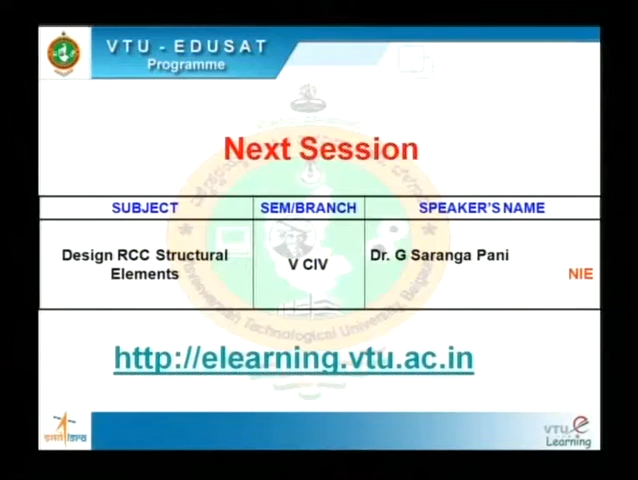 VTU - EDUSAT
Programme
Next Session
SUBJECT SEM/BRANCH SPEAKER'S NAME
Design RCC Structural
Elements
V CIV
Dr. G Saranga Pani
NIE
http://elearning.vtu.ac.in
VTU e
Learning